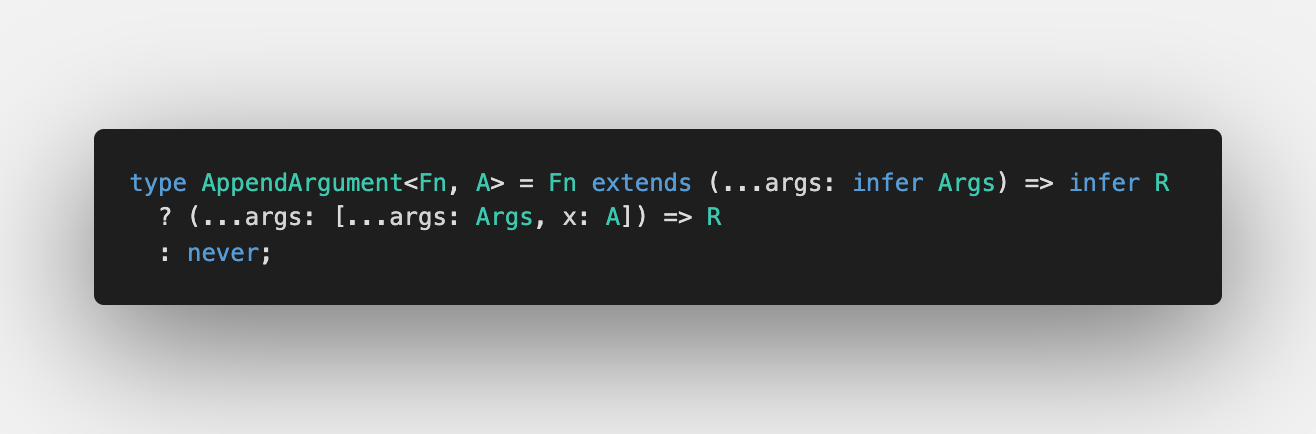 type AppendArgument<Fn, A> = Fn extends (...args: infer Args) => infer R
  ? (...args: [...args: Args, x: A]) => R
  : never;